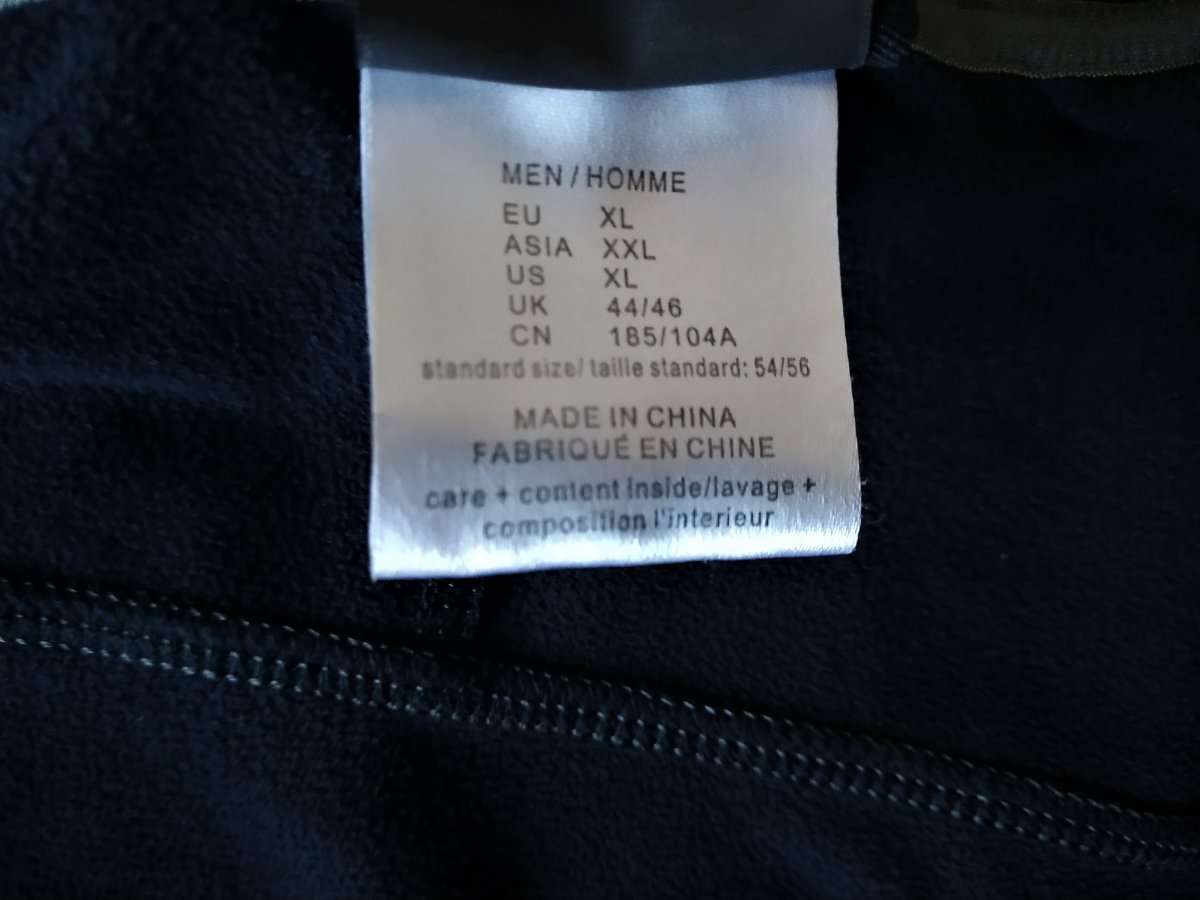 MEN / HOMME
EU XL
ASIA XXL
US XL
UK 44/46
CN 185/104A
standard size/ taille standard: 54/56
MADE IN CHINA
FABRIQUÉ EN CHINE
care + content inside/lavage +
composition l'interieur